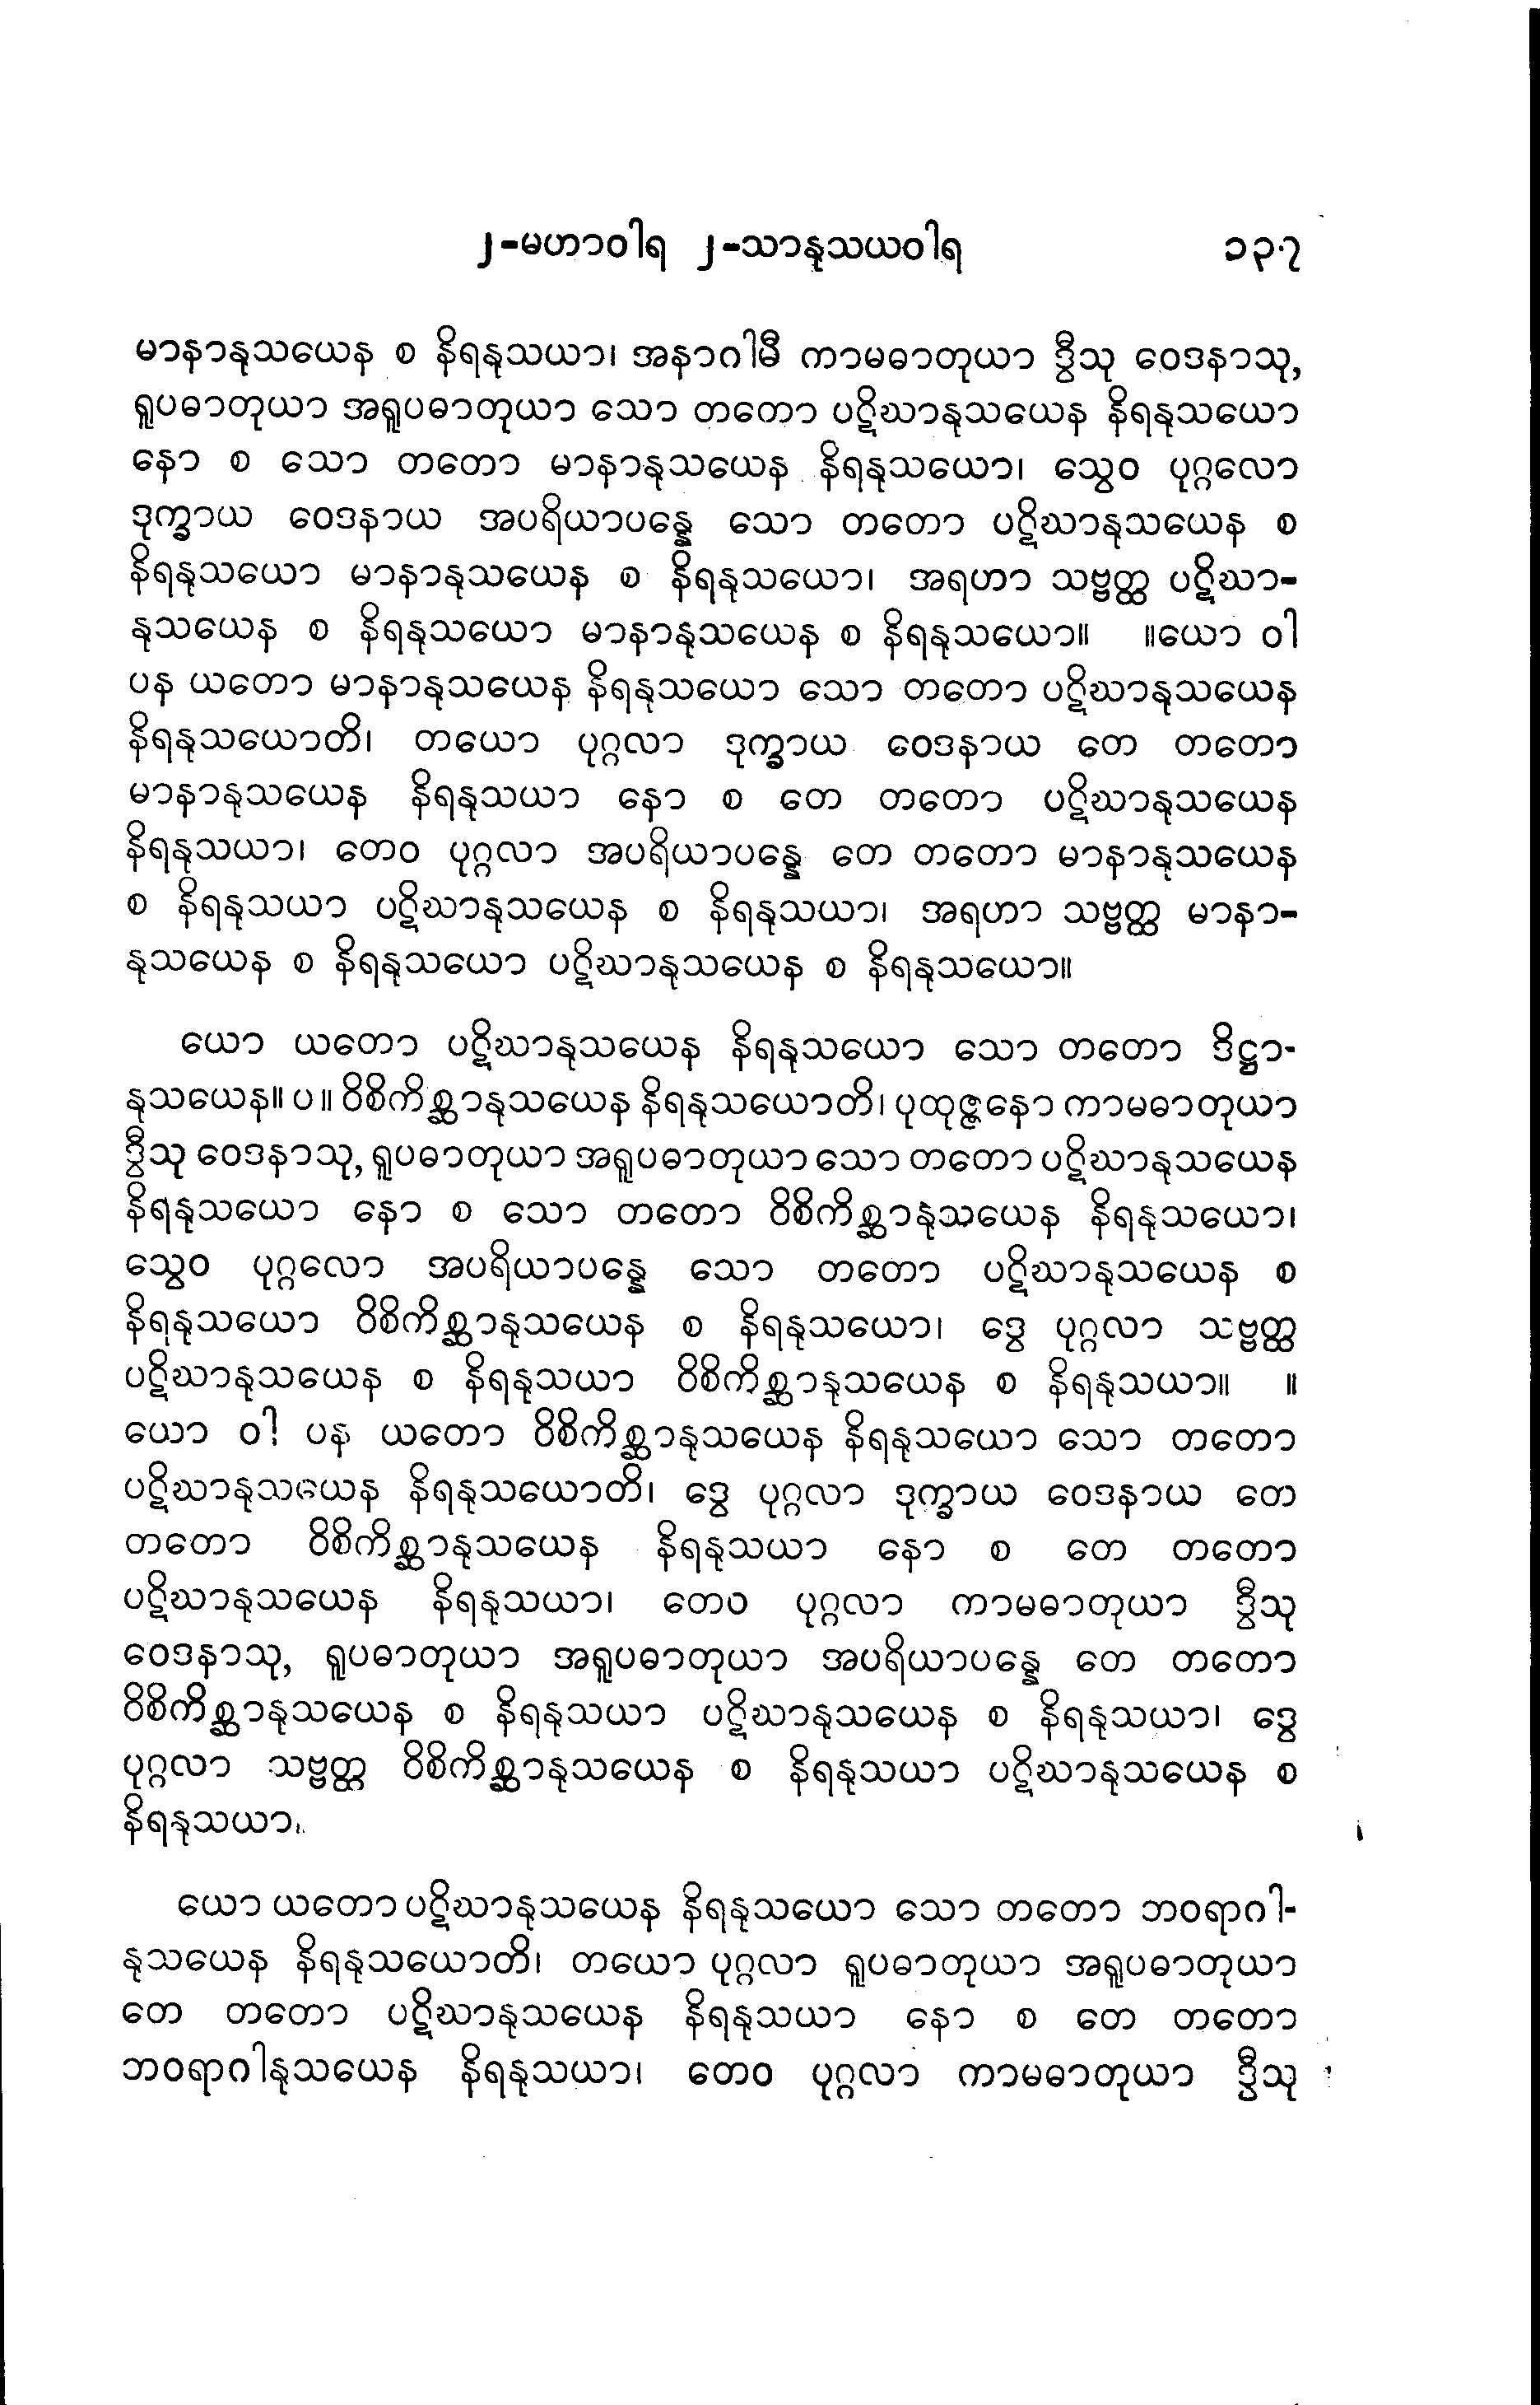 ၂-မဟာဝါရ ၂-သာနုသယဝါရ ၁၃၇
မာနာနုသယေန စ နိရနုသယာ၊ အနာဂါမီ ကာမဓာတုယာ ဒွီသု ဝေဒနာသု,
ရူပဓာတုယာ အရူပဓာတုယာ သော တတော ပဋိဃာနုသယေန နိရနုသယော
နော စ သော တတော မာနာနုသယေန နိရနုသယော၊ သွေဝ ပုဂ္ဂလော
ဒုက္ခာယ ဝေဒနာယ အပရိယာပန္နေ သော တတော ပဋိဃာနုသယေန စ
နိရနုသယော မာနာနုသယေန စ နိရနုသယော၊ အရဟာ သဗ္ဗတ္ထ ပဋိဃာ-
နုသယေန စ နိရနုသယော မာနာနုသယေန စ နိရနုသယော။ ။ယော ဝါ
ပန ယတော မာနာနုသယေန နိရနုသယော သော တတော ပဋိဃာနုသယေန
နိရနုသယောတိ၊ တယော ပုဂ္ဂလာ ဒုက္ခာယ ဝေဒနာယ တေ တတော
မာနာနုသယေန နိရနုသယာ နော စ တေ တတော ပဋိဃာနုသယေန
နိရနုသယာ၊ တေဝ ပုဂ္ဂလာ အပရိယာပန္နေ တေ တတော မာနာနုသယေန
စ နိရနုသယာ ပဋိဃာနုသယေန စ နိရနုသယာ၊ အရဟာ သဗ္ဗတ္ထ မာနာ-
နုသယေန စ နိရနုသယော ပဋိဃာနုသယေန စ နိရနုသယော။
ယော ယတော ပဋိဃာနုသယေန နိရနုသယော သော တတော ဒိဋ္ဌာ-
နုသယေန။ပ။ဝိစိကိစ္ဆာနုသယေန နိရနုသယောတိ၊ ပုထုဇ္ဇနော ကာမဓာတုယာ
ဒွီသု ဝေဒနာသု, ရူပဓာတုယာ အရူပဓာတုယာ သော တတော ပဋိဃာနုသယေန
နိရနုသယော နော စ သော တတော ဝိစိကိစ္ဆာနုသယေန နိရနုသယော၊
သွေဝ ပုဂ္ဂလော အပရိယာပန္နေ သော တတော ပဋိဃာနုသယေန စ
နိရနုသယော ဝိစိကိစ္ဆာနုသယေန စ နိရနုသယော၊ ဒွေ ပုဂ္ဂလာ သဗ္ဗတ္ထ
ပဋိဃာနုသယေန စ နိရနုသယာ ဝိစိကိစ္ဆာနုသယေန စ နိရနုသယာ။ ။
ယော ဝါ ပန ယတော ဝိစိကိစ္ဆာနုသယေန နိရနုသယော သော တတော
ပဋိဃာနုသယေန နိရနုသယောတိ၊ ဒွေ ပုဂ္ဂလာ ဒုက္ခာယ ဝေဒနာယ တေ
တတော ဝိစိကိစ္ဆာနုသယေန နိရနုသယာ နော စ တေ တတော
ပဋိဃာနုသယေန နိရနုသယာ၊ တေဝ ပုဂ္ဂလာ ကာမဓာတုယာ ဒွီသု
ဝေဒနာသု, ရူပဓာတုယာ အရူပဓာတုယာ အပရိယာပန္နေ တေ တတော
ဝိစိကိစ္ဆာနုသယေန စ နိရနုသယာ ပဋိဃာနုသယေန စ နိရနုသယာ၊ ဒွေ
ပုဂ္ဂလာ သဗ္ဗတ္ထ ဝိစိကိစ္ဆာနုသယေန စ နိရနုသယာ ပဋိဃာနုသယေန စ
နိရနုသယာ။
ယော ယတော ပဋိဃာနုသယေန နိရနုသယော သော တတော ဘဝရာဂါ-
နုသယေန နိရနုသယောတိ၊ တယော ပုဂ္ဂလာ ရူပဓာတုယာ အရူပဓာတုယာ
တေ တတော ပဋိဃာနုသယေန နိရနုသယာ နော စ တေ တတော
ဘဝရာဂါနုသယေန နိရနုသယာ၊ တေဝ ပုဂ္ဂလာ ကာမဓာတုယာ ဒွီသု